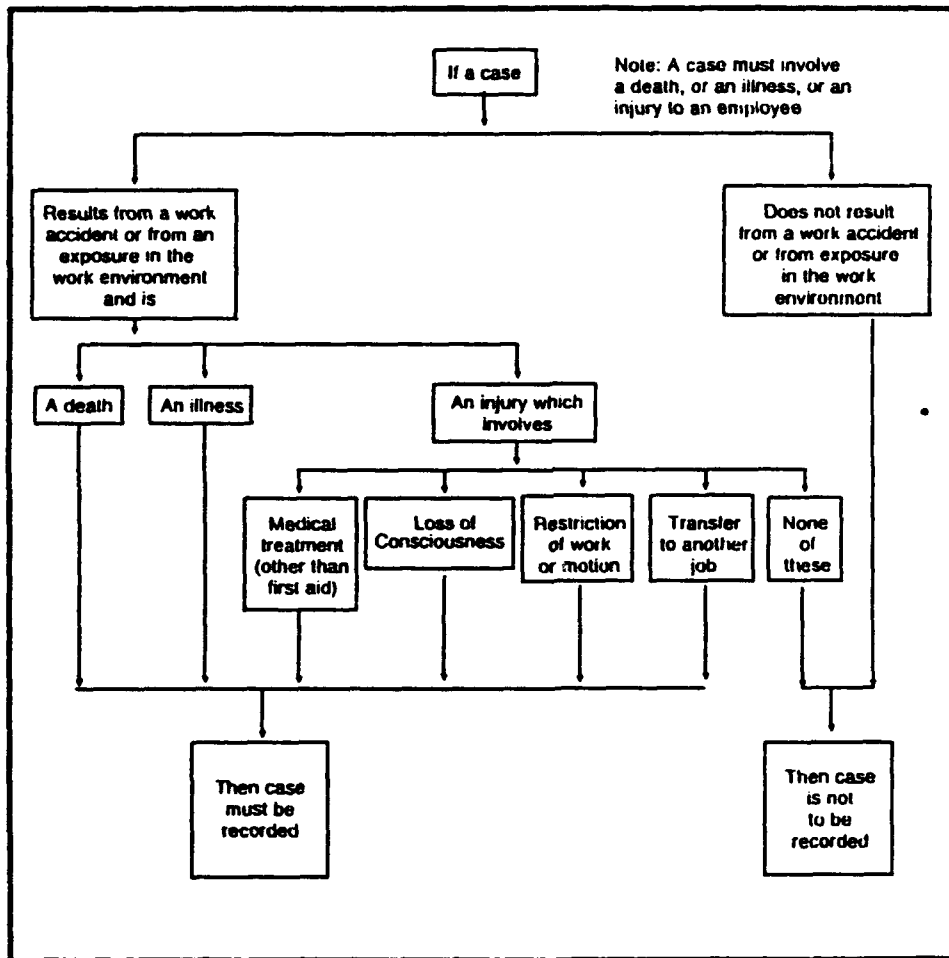 If a case
Note: A case must involve
a death, or an illness, or an
injury to an employee
Results from a work
accident or from an
exposure in the
work environment
and is
Does not result
from a work accident
or from exposure
in the work
environment
A death
An illness
An injury which
involves
Medical
treatment
(other than
first aid)
Loss of
Consciousness
Restriction
of work
or motion
Transfer
to another
job
None
of
these
Then case
must be
recorded
Then case
is not
to be
recorded